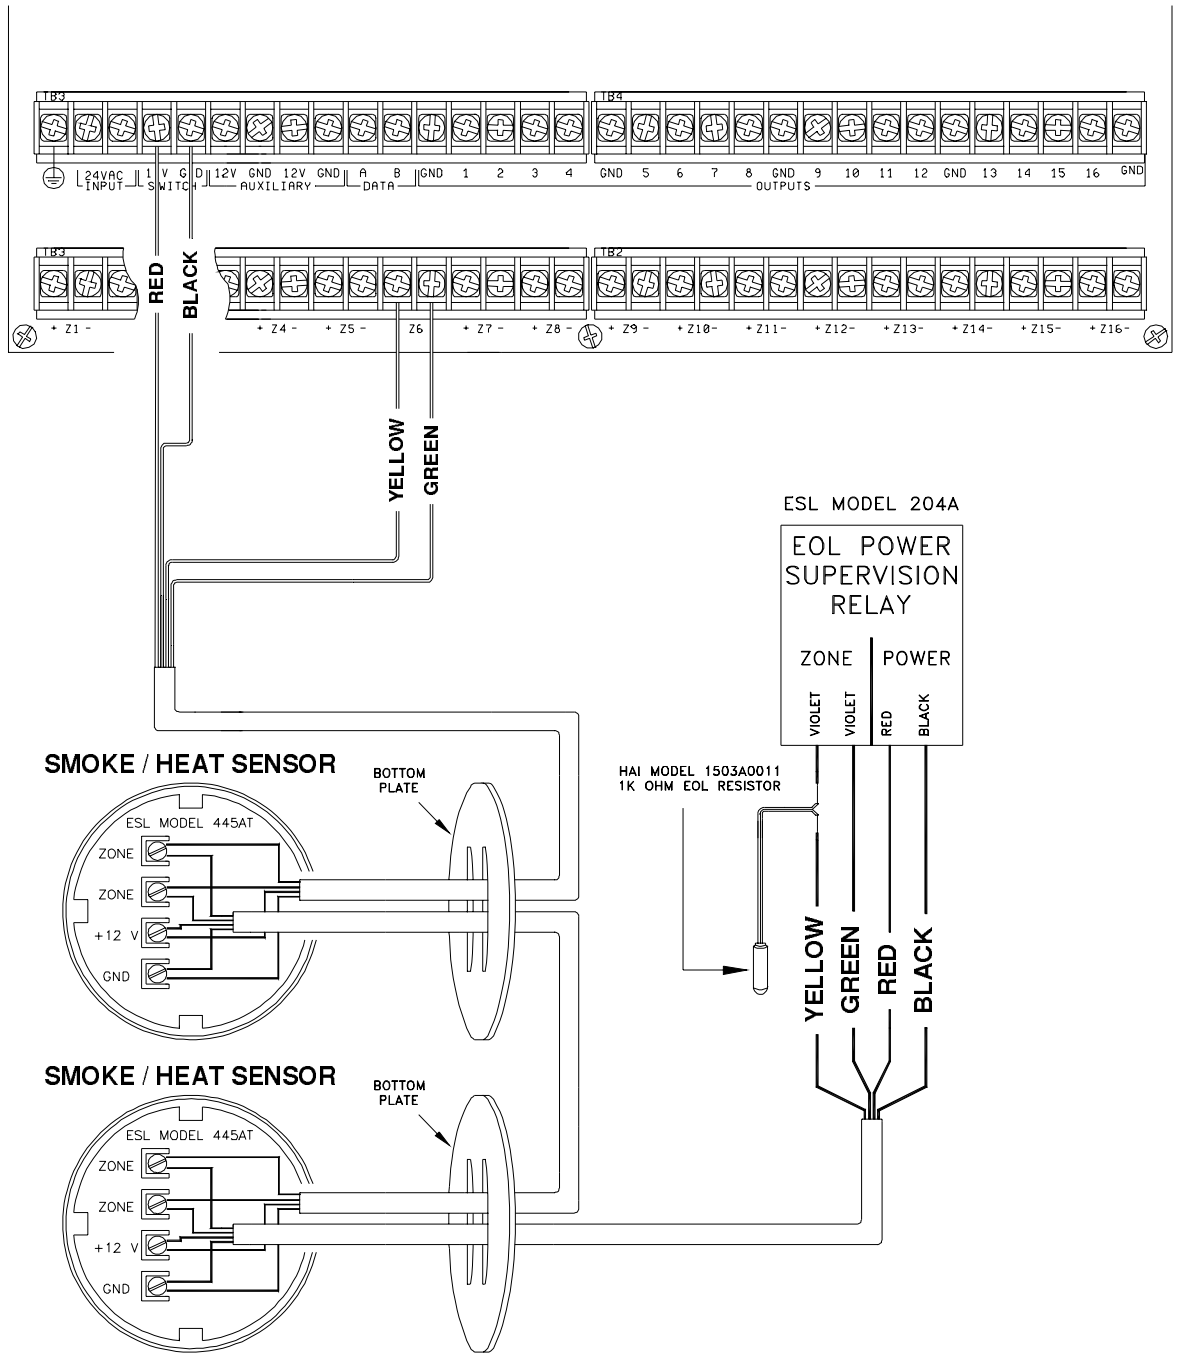 TB3 TB4
24VAC 1 V G D 12V GND 12V GND A B GND 1 2 3 4 GND 5 6 7 8 GND 9 10 11 12 GND 13 14 15 16 GND
INPUT SWITCH AUXILIARY DATA OUTPUTS
TB3 TB2
RED
BLACK
+ Z1 - + Z4 - + Z5 - Z6 + Z7 - + Z8 - + Z9 - + Z10- + Z11- + Z12- + Z13- + Z14- + Z15- + Z16-
YELLOW
GREEN
ESL MODEL 204A
EOL POWER
SUPERVISION
RELAY
ZONE POWER
VIOLET
VIOLET
RED
BLACK
HAI MODEL 1503A0011
1K OHM EOL RESISTOR
YELLOW
GREEN
RED
BLACK
SMOKE / HEAT SENSOR
BOTTOM
PLATE
ESL MODEL 445AT
ZONE
ZONE
+12 V
GND
SMOKE / HEAT SENSOR
BOTTOM
PLATE
ESL MODEL 445AT
ZONE
ZONE
+12 V
GND